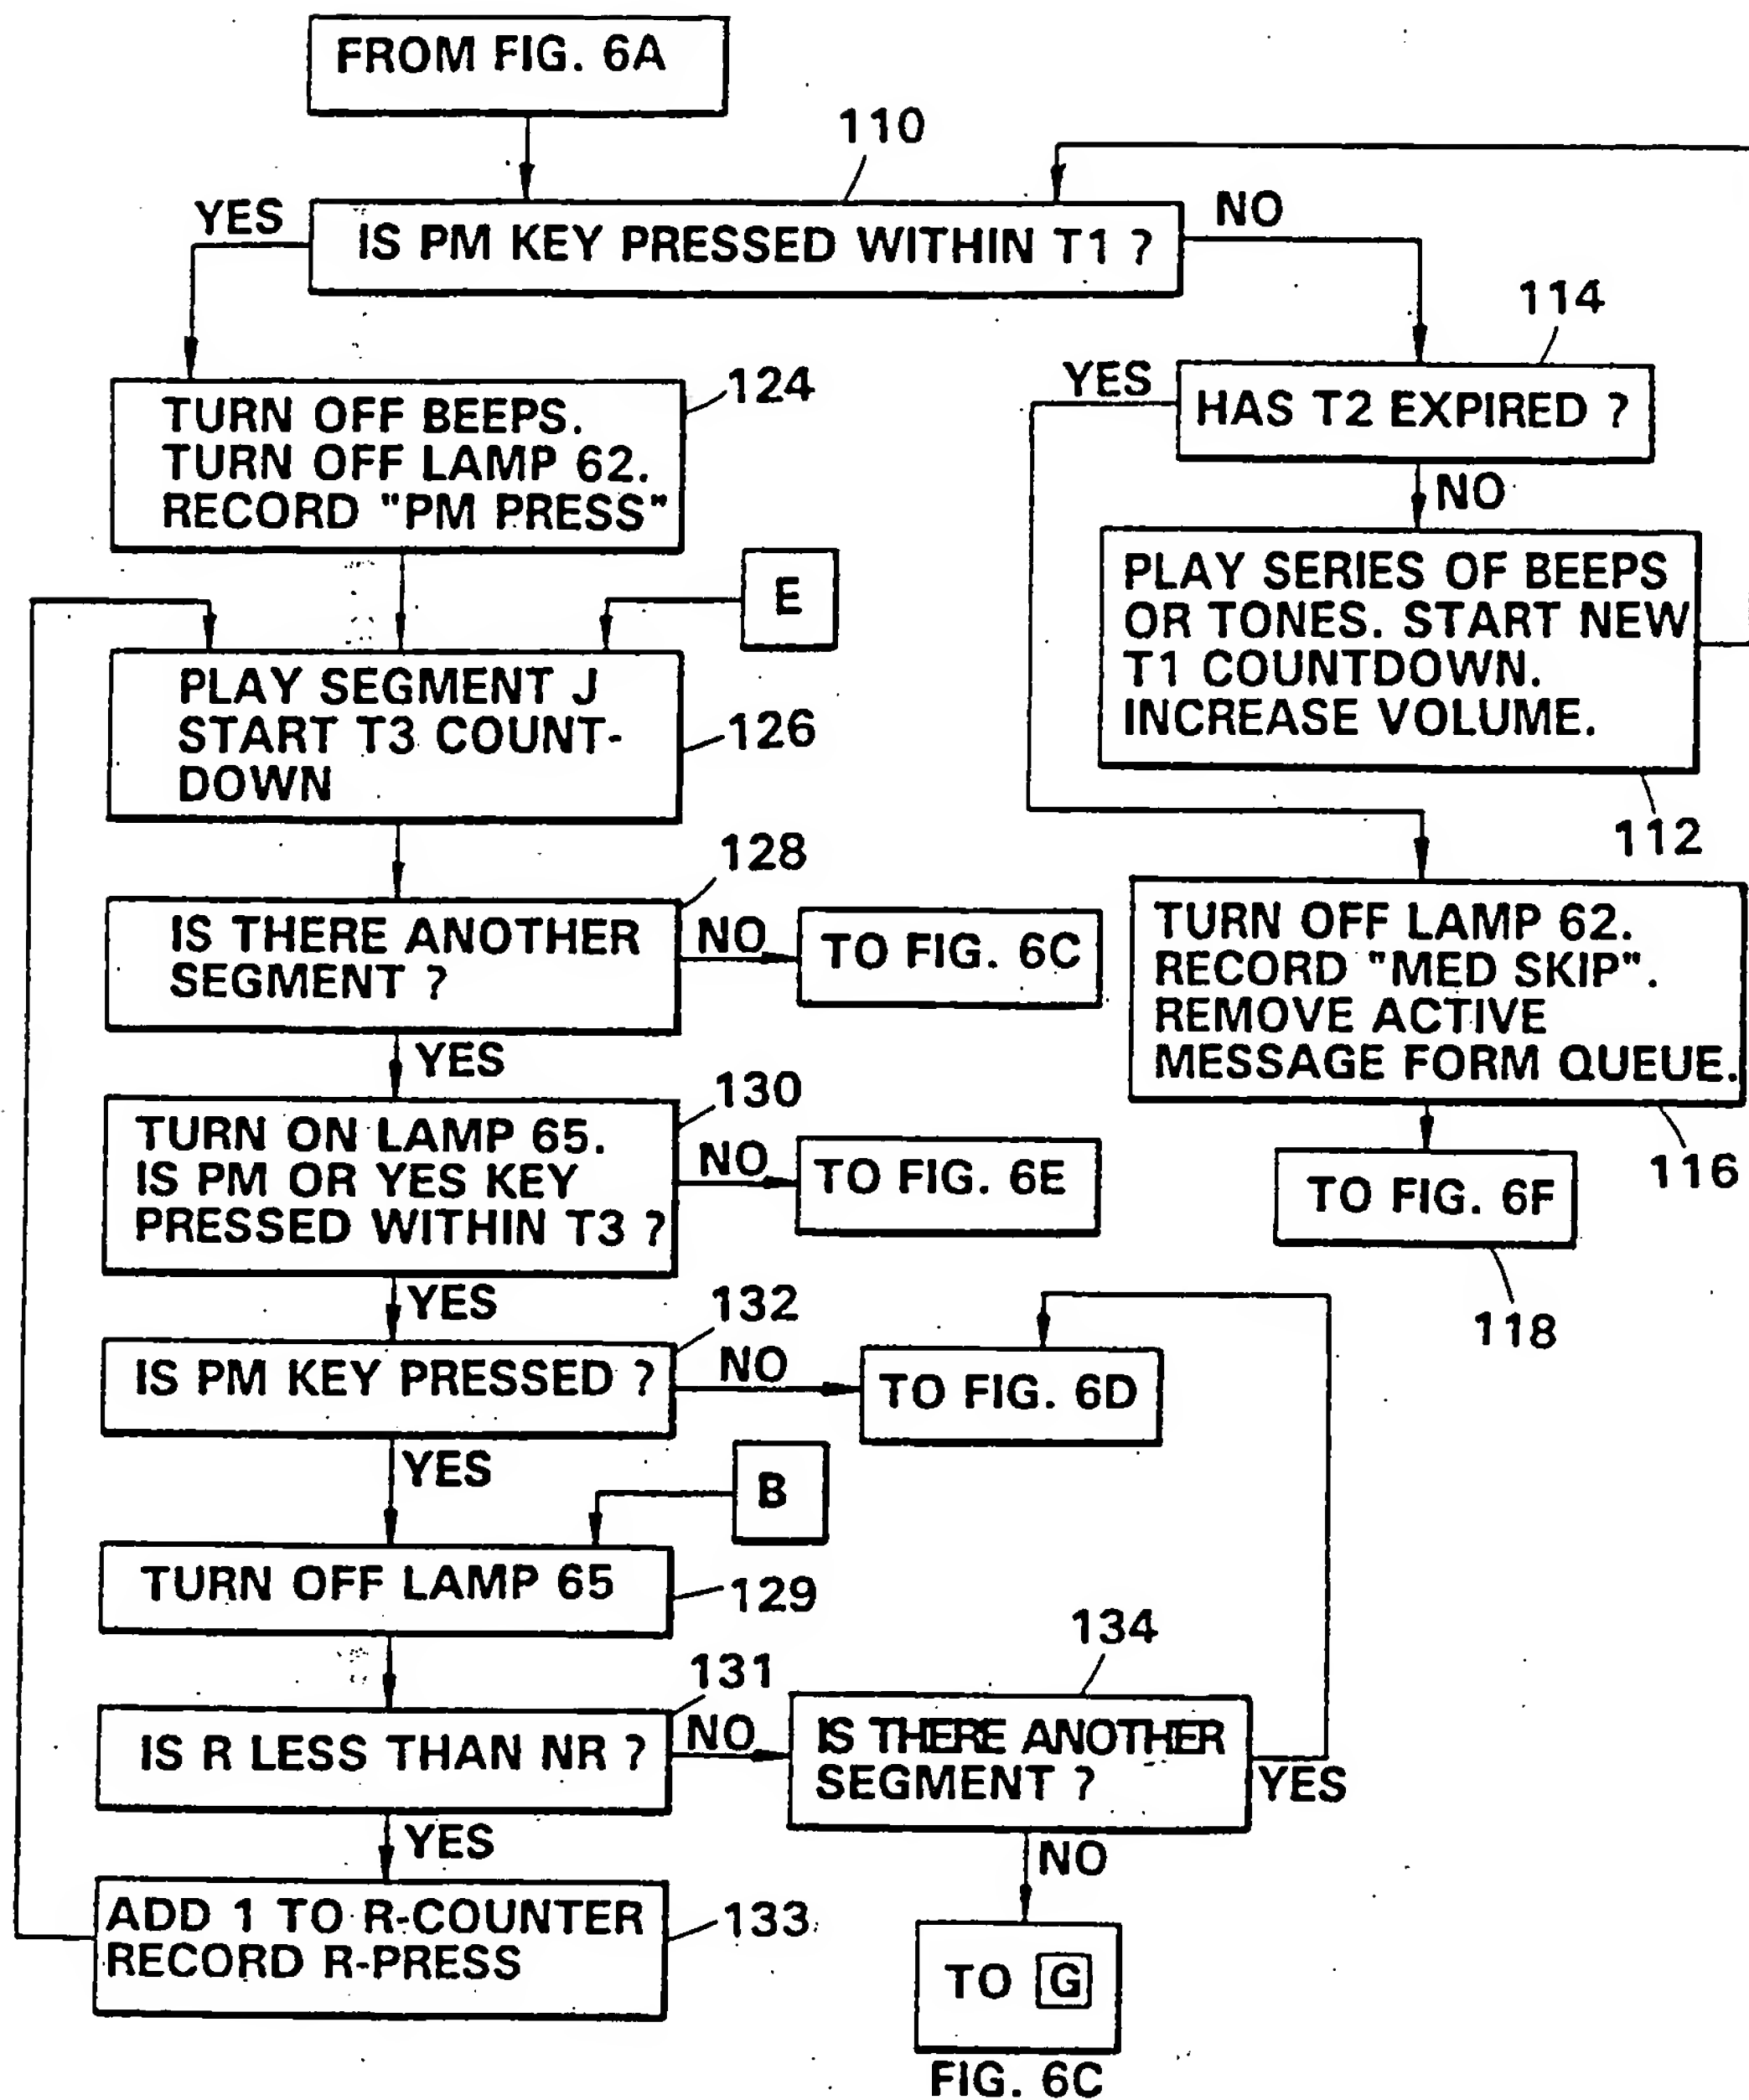 FROM FIG. 6A
110
YES
IS PM KEY PRESSED WITHIN T1 ?
NO
114
124
TURN OFF BEEPS.
TURN OFF LAMP 62.
RECORD "PM PRESS"
YES
HAS T2 EXPIRED ?
NO
E
PLAY SERIES OF BEEPS
OR TONES. START NEW
T1 COUNTDOWN.
INCREASE VOLUME.
112
PLAY SEGMENT J
START T3 COUNT-
DOWN
126
128
IS THERE ANOTHER
SEGMENT ?
NO
TO FIG. 6C
TURN OFF LAMP 62.
RECORD "MED SKIP".
REMOVE ACTIVE
MESSAGE FORM QUEUE.
116
YES
130
TURN ON LAMP 65.
IS PM OR YES KEY
PRESSED WITHIN T3 ?
NO
TO FIG. 6E
TO FIG. 6F
118
YES
132
IS PM KEY PRESSED ?
NO
TO FIG. 6D
YES
B
TURN OFF LAMP 65
129
131
134
IS R LESS THAN NR ?
NO
IS THERE ANOTHER
SEGMENT ?
YES
YES
NO
ADD 1 TO R-COUNTER
RECORD R-PRESS
133
TO G
FIG. 6C